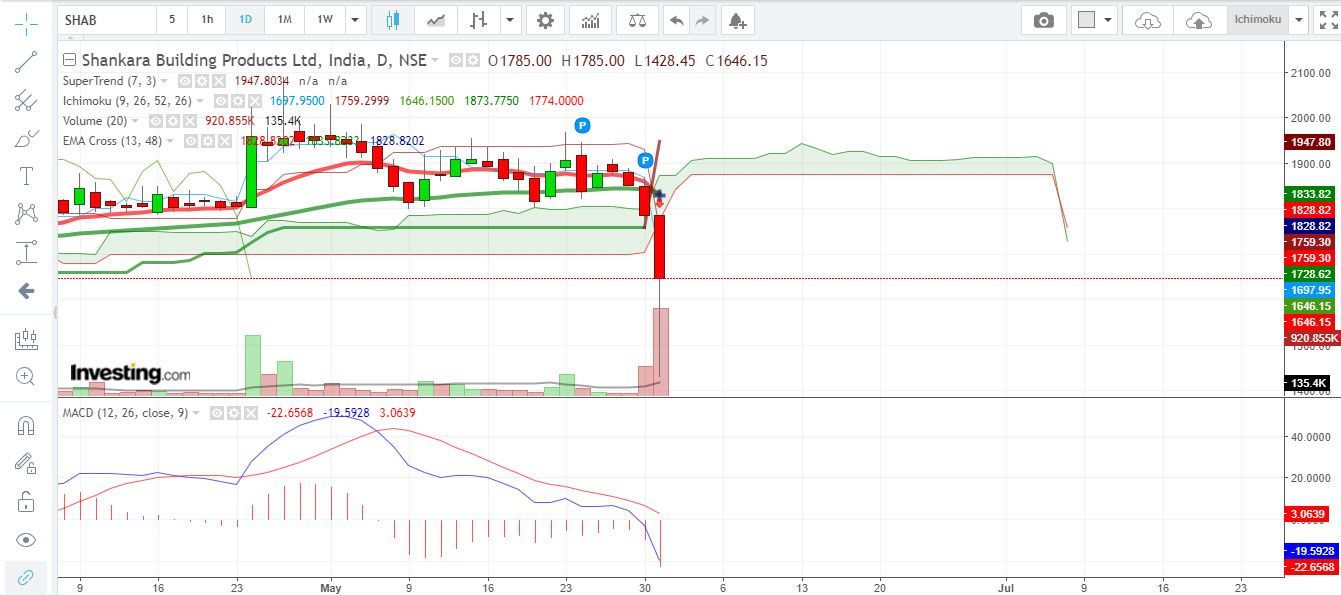 SHAB 5 1h 1D 1M 1W Ichimoku
Shankara Building Products Ltd, India, D, NSE O1785.00 H1785.00 L1428.45 C1646.15
SuperTrend (7, 3) 1947.8034 n/a n/a
Ichimoku (9, 26, 52, 26) 1697.9500 1759.2999 1646.1500 1873.7750 1774.0000
Volume (20) 920.855K 135.4K
EMA Cross (13, 48) 1828.8202 1828.8202
P
P
2100.00
2000.00
1947.80
1900.00
1833.82
1828.82
1828.82
1759.30
1759.30
1728.62
1697.95
1646.15
1646.15
920.855K
135.4K
Investing.com
MACD (12, 26, close, 9) -22.6568 -19.5928 3.0639
40.0000
20.0000
3.0639
-19.5928
-22.6568
9 16 23 May 9 16 23 30 6 13 20 Jul 9 16 23